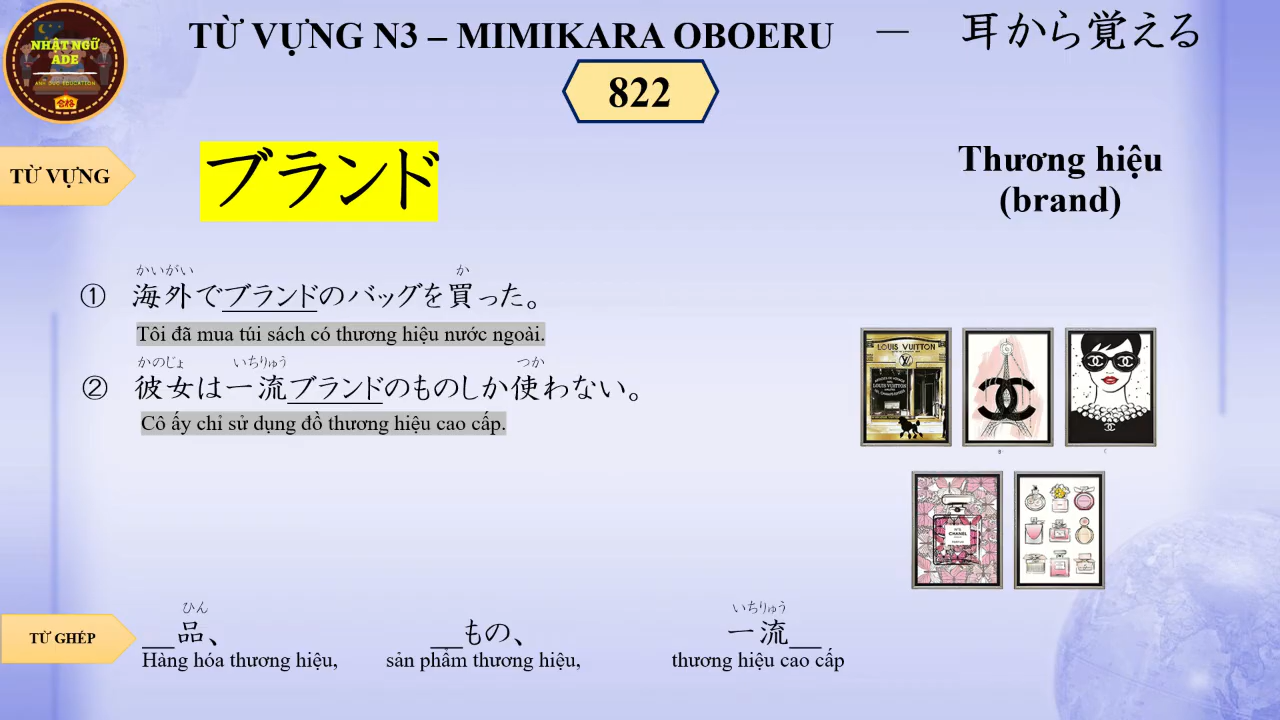 NHẬT NGỮ
ADE
ANH DUC EDUCATION
合格
TỪ VỰNG N3 – MIMIKARA OBOERU － 耳から覚える
822
TỪ VỰNG
ブランド
Thương hiệu
(brand)
かいがい か
① 海外でブランドのバッグを買った。
Tôi đã mua túi sách có thương hiệu nước ngoài.
かのじょ いちりゅう つか
② 彼女は一流ブランドのものしか使わない。
Cô ấy chỉ sử dụng đồ thương hiệu cao cấp.
LOUIS VUITTON
CHANEL
TỪ GHÉP
ひん いちりゅう
__品、 __もの、 一流__
Hàng hóa thương hiệu, sản phẩm thương hiệu, thương hiệu cao cấp